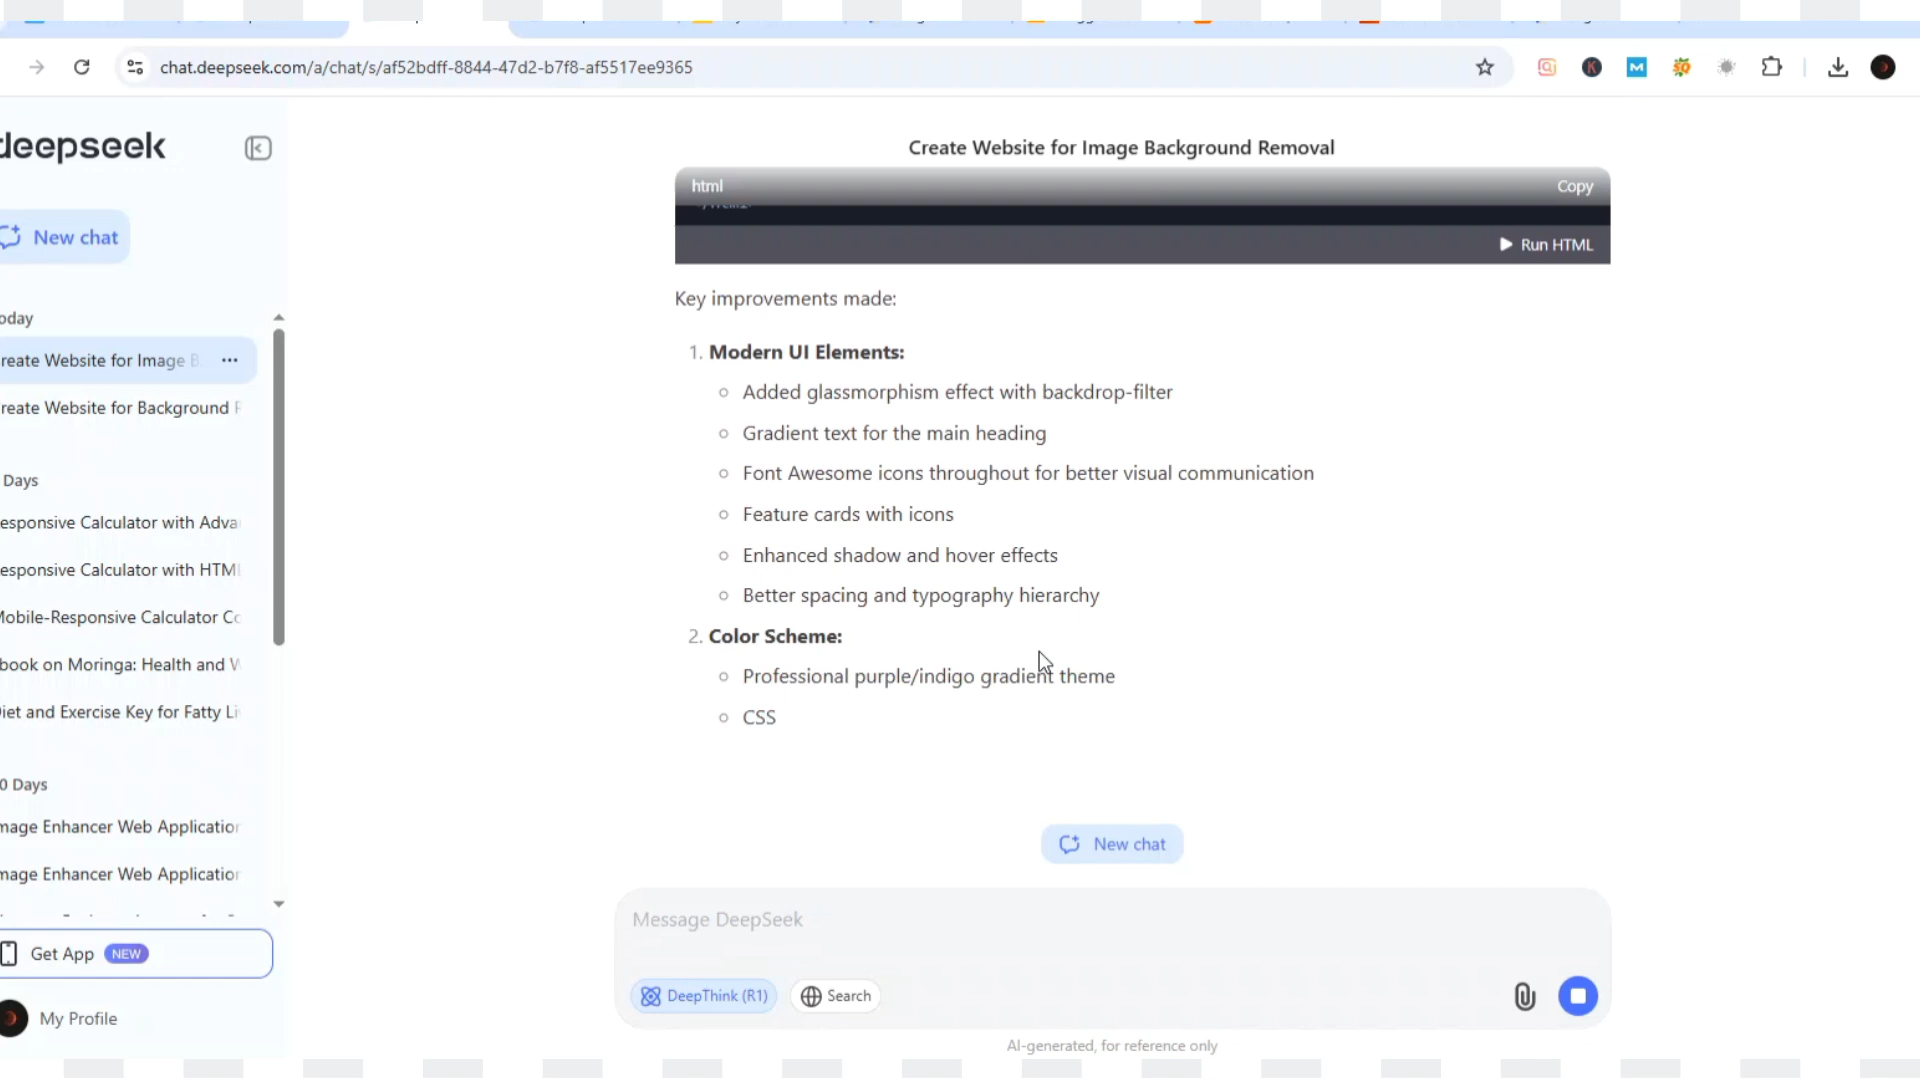 chat.deepseek.com/a/chat/s/af52bdff-8844-47d2-b7f8-af5517ee9365
deepseek
New chat
oday
reate Website for Image B
reate Website for Background
Days
esponsive Calculator with Adva
esponsive Calculator with HTML
Mobile-Responsive Calculator Co
book on Moringa: Health and W
iet and Exercise Key for Fatty Li
0 Days
mage Enhancer Web Application
mage Enhancer Web Application
Get App NEW
My Profile
Create Website for Image Background Removal
html Copy
Run HTML
Key improvements made:
1. Modern UI Elements:
Added glassmorphism effect with backdrop-filter
Gradient text for the main heading
Font Awesome icons throughout for better visual communication
Feature cards with icons
Enhanced shadow and hover effects
Better spacing and typography hierarchy
2. Color Scheme:
Professional purple/indigo gradient theme
CSS
New chat
Message DeepSeek
DeepThink (R1) Search
AI-generated, for reference only